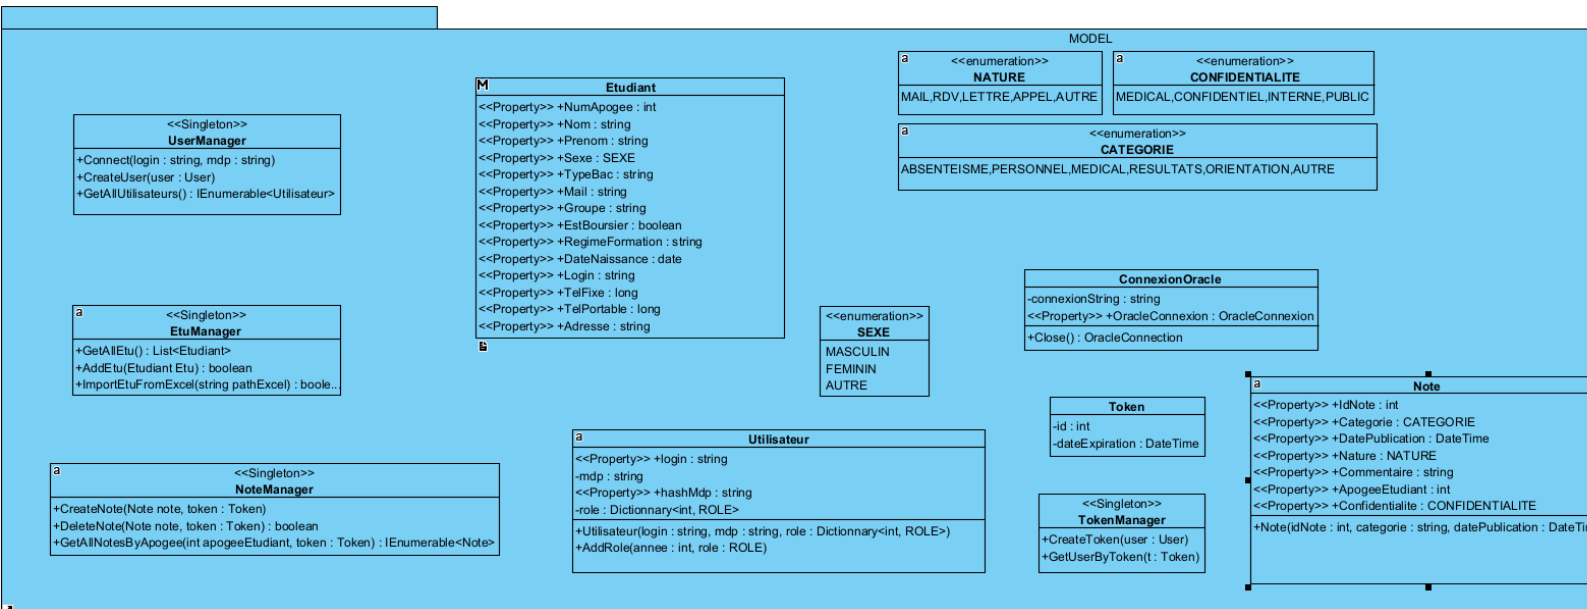 MODEL
<<Singleton>>
UserManager
+Connect(login : string, mdp : string)
+CreateUser(user : User)
+GetAllUtilisateurs() : IEnumerable<Utilisateur>
a
<<Singleton>>
EtuManager
+GetAllEtu() : List<Etudiant>
+AddEtu(Etudiant Etu) : boolean
+ImportEtuFromExcel(string pathExcel) : boole...
a
<<Singleton>>
NoteManager
+CreateNote(Note note, token : Token)
+DeleteNote(Note note, token : Token) : boolean
+GetAllNotesByApogee(int apogeeEtudiant, token : Token) : IEnumerable<Note>
M
Etudiant
<<Property>> +NumApogee : int
<<Property>> +Nom : string
<<Property>> +Prenom : string
<<Property>> +Sexe : SEXE
<<Property>> +TypeBac : string
<<Property>> +Mail : string
<<Property>> +Groupe : string
<<Property>> +EstBoursier : boolean
<<Property>> +RegimeFormation : string
<<Property>> +DateNaissance : date
<<Property>> +Login : string
<<Property>> +TelFixe : long
<<Property>> +TelPortable : long
<<Property>> +Adresse : string
a
Utilisateur
<<Property>> +login : string
-mdp : string
<<Property>> +hashMdp : string
-role : Dictionnary<int, ROLE>
+Utilisateur(login : string, mdp : string, role : Dictionnary<int, ROLE>)
+AddRole(annee : int, role : ROLE)
<<enumeration>>
SEXE
MASCULIN
FEMININ
AUTRE
a
<<enumeration>>
NATURE
MAIL,RDV,LETTRE,APPEL,AUTRE
a
<<enumeration>>
CONFIDENTIALITE
MEDICAL,CONFIDENTIEL,INTERNE,PUBLIC
a
<<enumeration>>
CATEGORIE
ABSENTEISME,PERSONNEL,MEDICAL,RESULTATS,ORIENTATION,AUTRE
ConnexionOracle
-connexionString : string
<<Property>> +OracleConnexion : OracleConnexion
+Close() : OracleConnection
Token
-id : int
-dateExpiration : DateTime
<<Singleton>>
TokenManager
+CreateToken(user : User)
+GetUserByToken(t : Token)
a
Note
<<Property>> +IdNote : int
<<Property>> +Categorie : CATEGORIE
<<Property>> +DatePublication : DateTime
<<Property>> +Nature : NATURE
<<Property>> +Commentaire : string
<<Property>> +ApogeeEtudiant : int
<<Property>> +Confidentialite : CONFIDENTIALITE
+Note(idNote : int, categorie : string, datePublication :